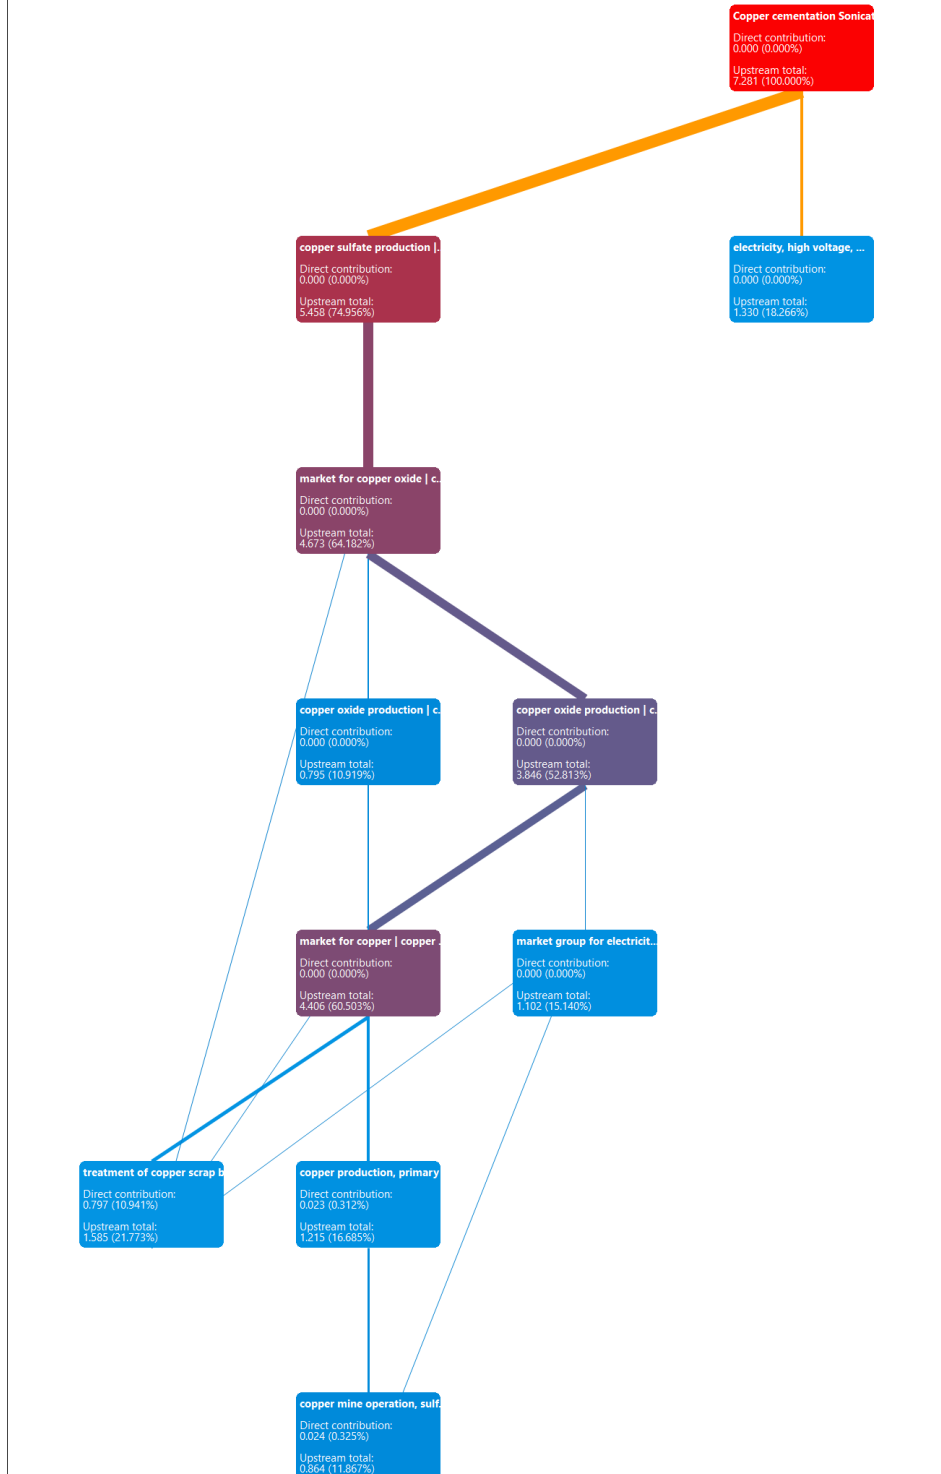 Copper cementation Sonicat
Direct contribution:
0.000 (0.000%)
Upstream total:
7.281 (100.000%)
copper sulfate production |.
Direct contribution:
0.000 (0.000%)
Upstream total:
5.458 (74.956%)
electricity, high voltage, ...
Direct contribution:
0.000 (0.000%)
Upstream total:
1.330 (18.266%)
market for copper oxide | c..
Direct contribution:
0.000 (0.000%)
Upstream total:
4.673 (64.182%)
copper oxide production | c.
Direct contribution:
0.000 (0.000%)
Upstream total:
0.795 (10.919%)
copper oxide production | c.
Direct contribution:
0.000 (0.000%)
Upstream total:
3.846 (52.813%)
market for copper | copper .
Direct contribution:
0.000 (0.000%)
Upstream total:
4.406 (60.503%)
market group for electricit...
Direct contribution:
0.000 (0.000%)
Upstream total:
1.102 (15.140%)
treatment of copper scrap b
Direct contribution:
0.797 (10.941%)
Upstream total:
1.585 (21.773%)
copper production, primary
Direct contribution:
0.023 (0.312%)
Upstream total:
1.215 (16.685%)
copper mine operation, sulf.
Direct contribution:
0.024 (0.325%)
Upstream total:
0.864 (11.867%)